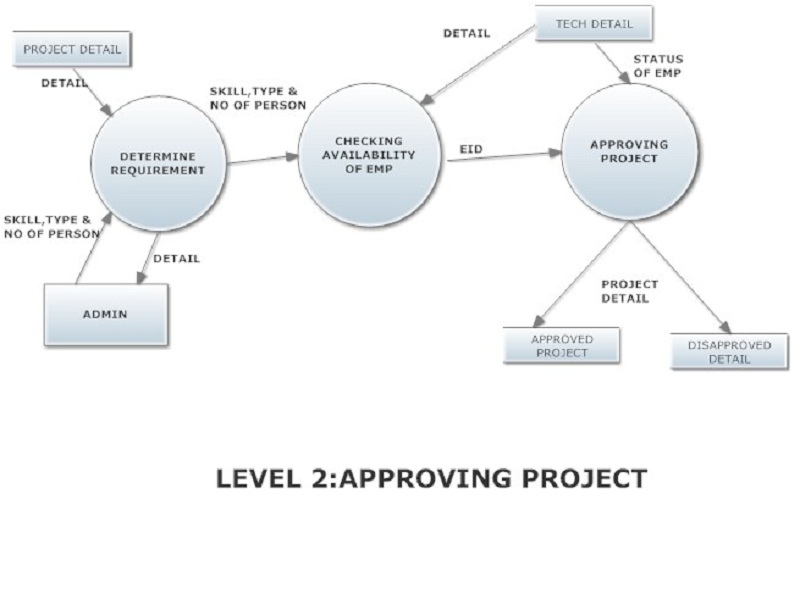 PROJECT DETAIL
DETAIL
TECH DETAIL
DETAIL
STATUS
OF EMP
SKILL,TYPE &
NO OF PERSON
DETERMINE
REQUIREMENT
CHECKING
AVAILABILITY
OF EMP
EID
APPROVING
PROJECT
SKILL,TYPE &
NO OF PERSON
DETAIL
ADMIN
PROJECT
DETAIL
APPROVED
PROJECT
DISAPPROVED
DETAIL
LEVEL 2:APPROVING PROJECT